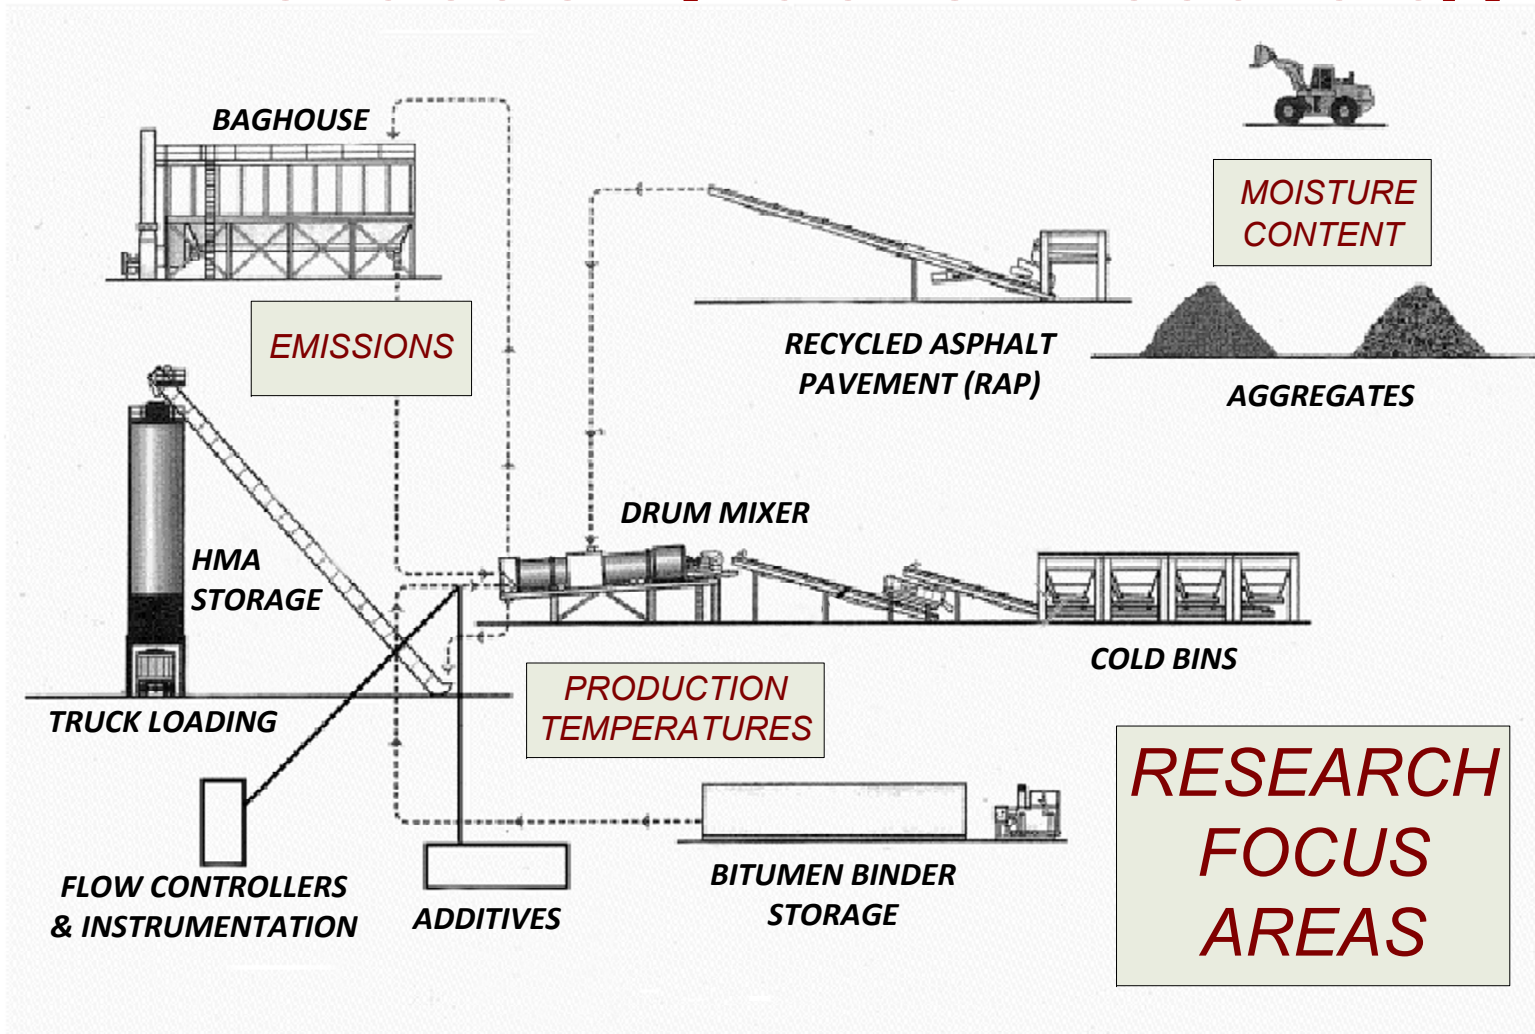 BAGHOUSE
MOISTURE
CONTENT
EMISSIONS
RECYCLED ASPHALT
PAVEMENT (RAP)
AGGREGATES
DRUM MIXER
HMA
STORAGE
COLD BINS
TRUCK LOADING
PRODUCTION
TEMPERATURES
RESEARCH
FOCUS
AREAS
FLOW CONTROLLERS
& INSTRUMENTATION
ADDITIVES
BITUMEN BINDER
STORAGE